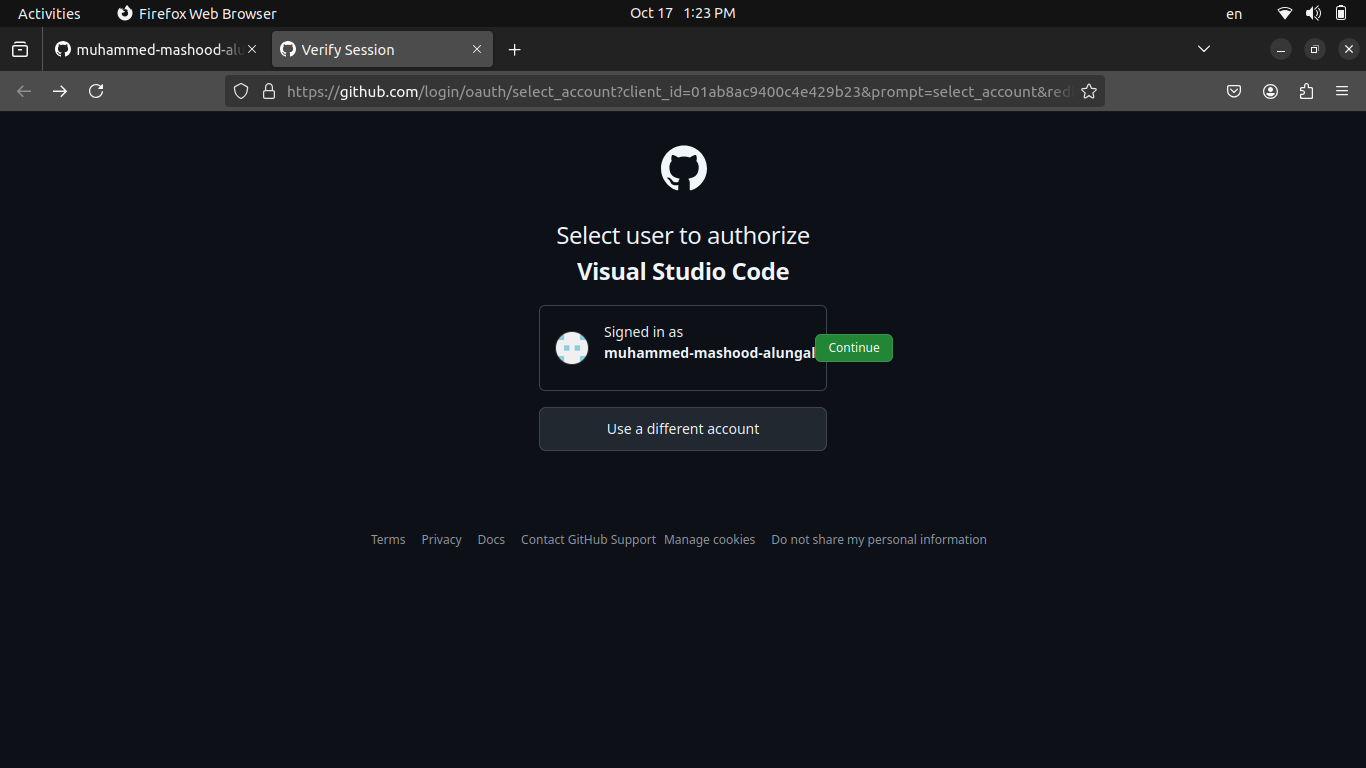 Activities Firefox Web Browser Oct 17 1:23 PM en
muhammed-mashood-alu Verify Session
https://github.com/login/oauth/select_account?client_id=01ab8ac9400c4e429b23&prompt=select_account&red
Select user to authorize
Visual Studio Code
Signed in as
muhammed-mashood-alungal
Continue
Use a different account
Terms Privacy Docs Contact GitHub Support Manage cookies Do not share my personal information